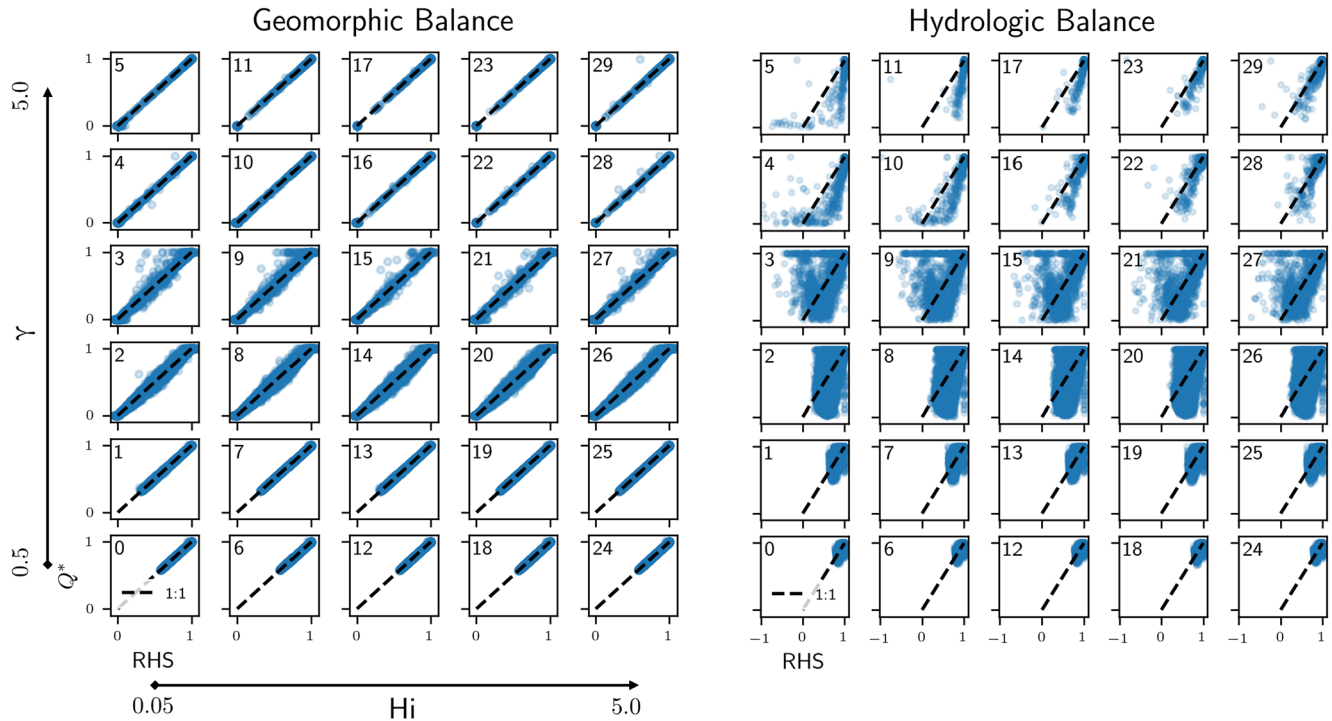 Geomorphic Balance
Hydrologic Balance
1 5 11 17 23 29
0
5 11 17 23 29
5.0
1 4 10 16 22 28
0
4 10 16 22 28
1 3 9 15 21 27
0
3 9 15 21 27
γ
1 2 8 14 20 26
0
2 8 14 20 26
1 1 7 13 19 25
0
1 7 13 19 25
0.5
Q*
1 0 6 12 18 24
0 1:1
0 6 12 18 24
1:1
0 1 0 1 0 1 0 1 0 1
−1 0 1 −1 0 1 −1 0 1 −1 0 1 −1 0 1
RHS
RHS
0.05 Hi 5.0